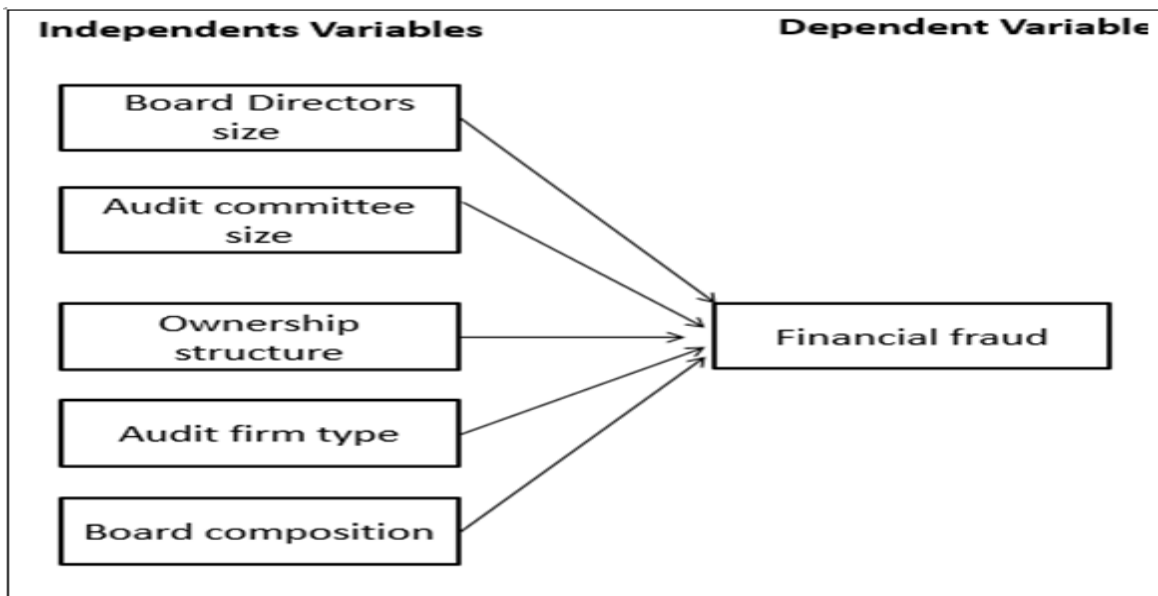 Independents Variables
Dependent Variable
Board Directors
size
Audit committee
size
Ownership
structure
Financial fraud
Audit firm type
Board composition